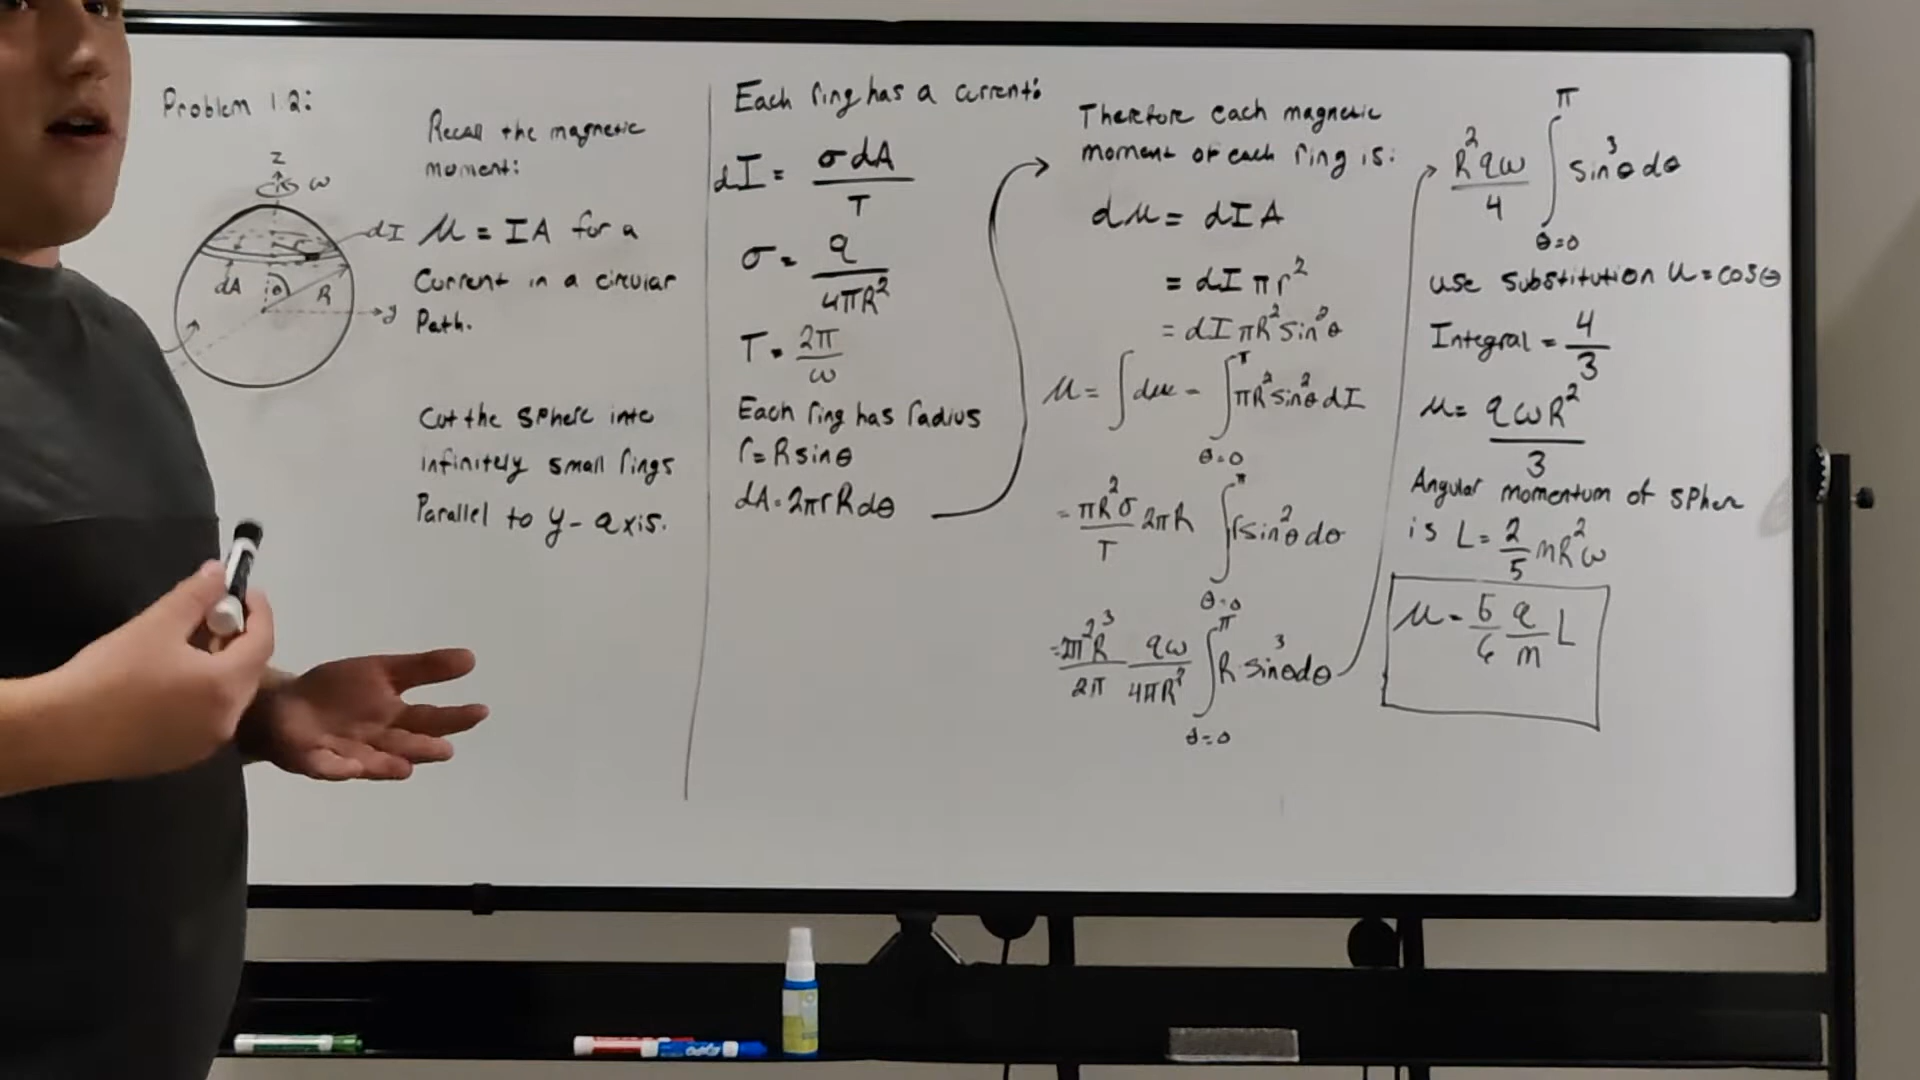 Problem 1.2:
z
ω
dI
r
dA
θ
R
y
Recall the magnetic
moment:
μ = IA for a
Current in a circular
Path.
Cut the sphere into
infinitely small rings
Parallel to y-axis.
Each ring has a current:
dI = σdA/T
σ = q/4πR²
T = 2π/ω
Each ring has radius
r = R sinθ
dA = 2πr R dθ
Therefore each magnetic
moment of each ring is:
dμ = dI A
= dI πr²
= dI πR² sin²θ
μ = ∫dμ = ∫_{θ=0}^{π} πR² sin²θ dI
= πR²σ/T 2πR ∫_{θ=0}^{π} r sin²θ dθ
= 2π²R³/2π qω/4πR² ∫_{θ=0}^{π} R sin³θ dθ
R²qω/4 ∫_{θ=0}^{π} sin³θ dθ
use substitution u = cosθ
Integral = 4/3
μ = qωR²/3
Angular momentum of sphere
is L = 2/5 mR²ω
μ = 5/6 q/m L